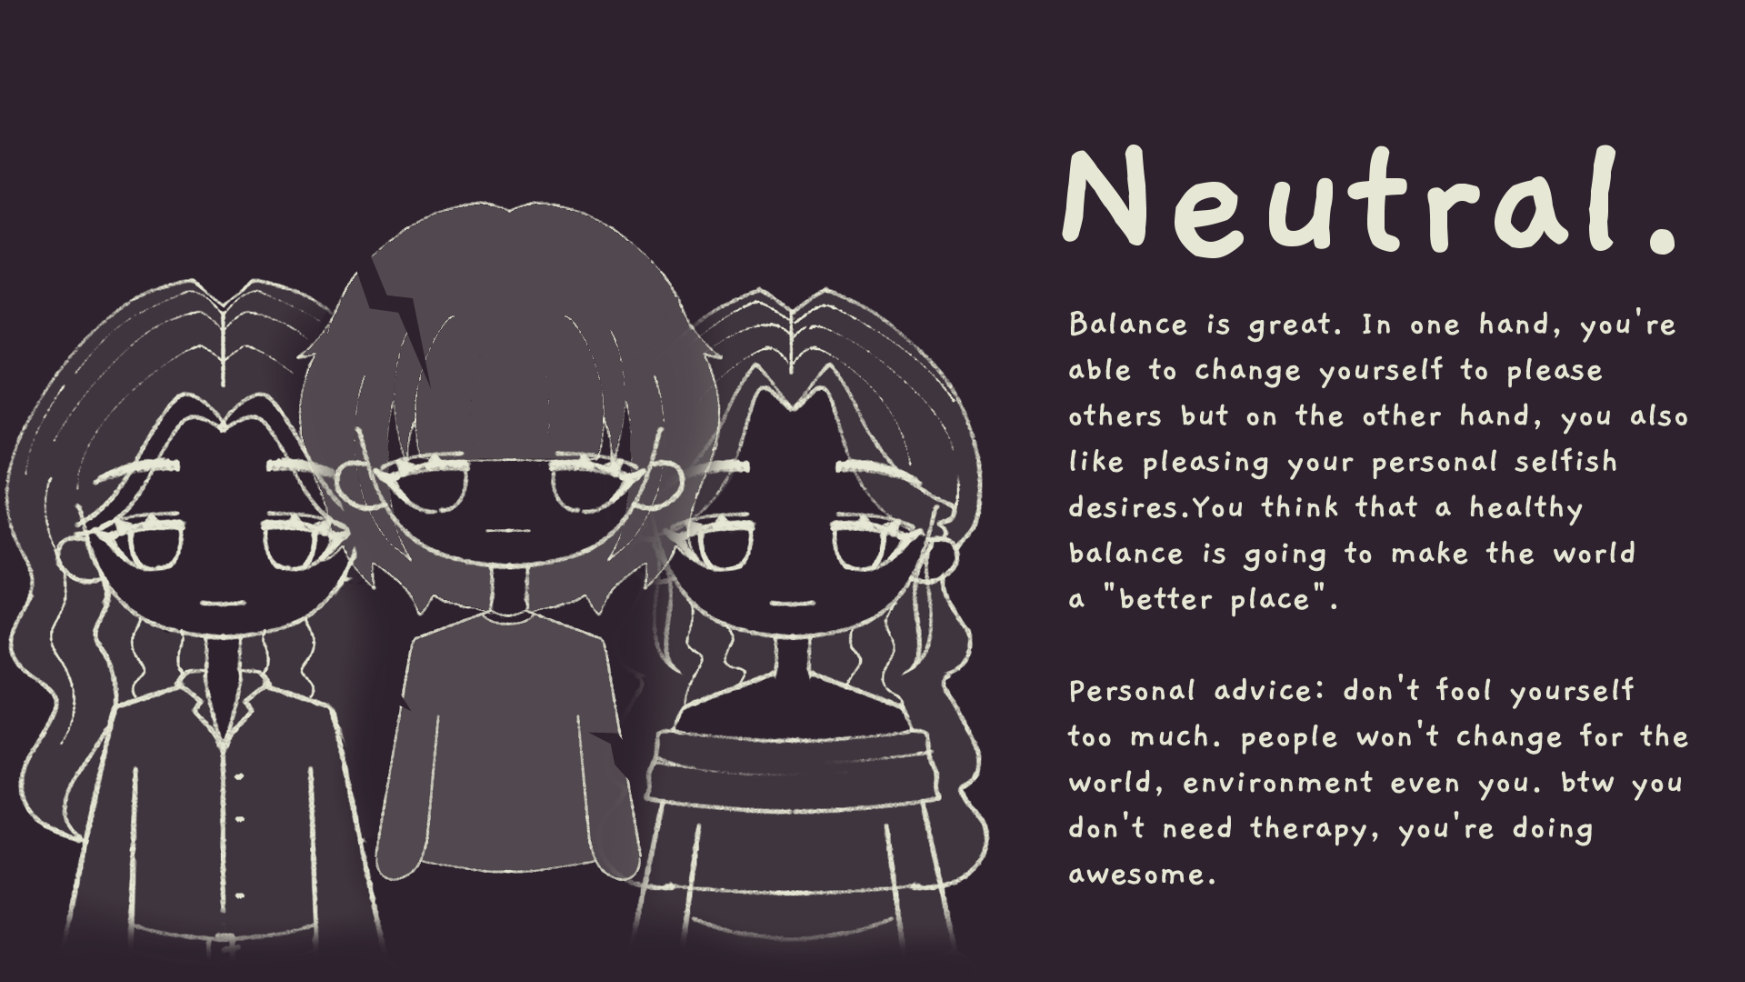 Neutral.
Balance is great. In one hand, you're
able to change yourself to please
others but on the other hand, you also
like pleasing your personal selfish
desires.You think that a healthy
balance is going to make the world
a "better place".
Personal advice: don't fool yourself
too much. people won't change for the
world, environment even you. btw you
don't need therapy, you're doing
awesome.